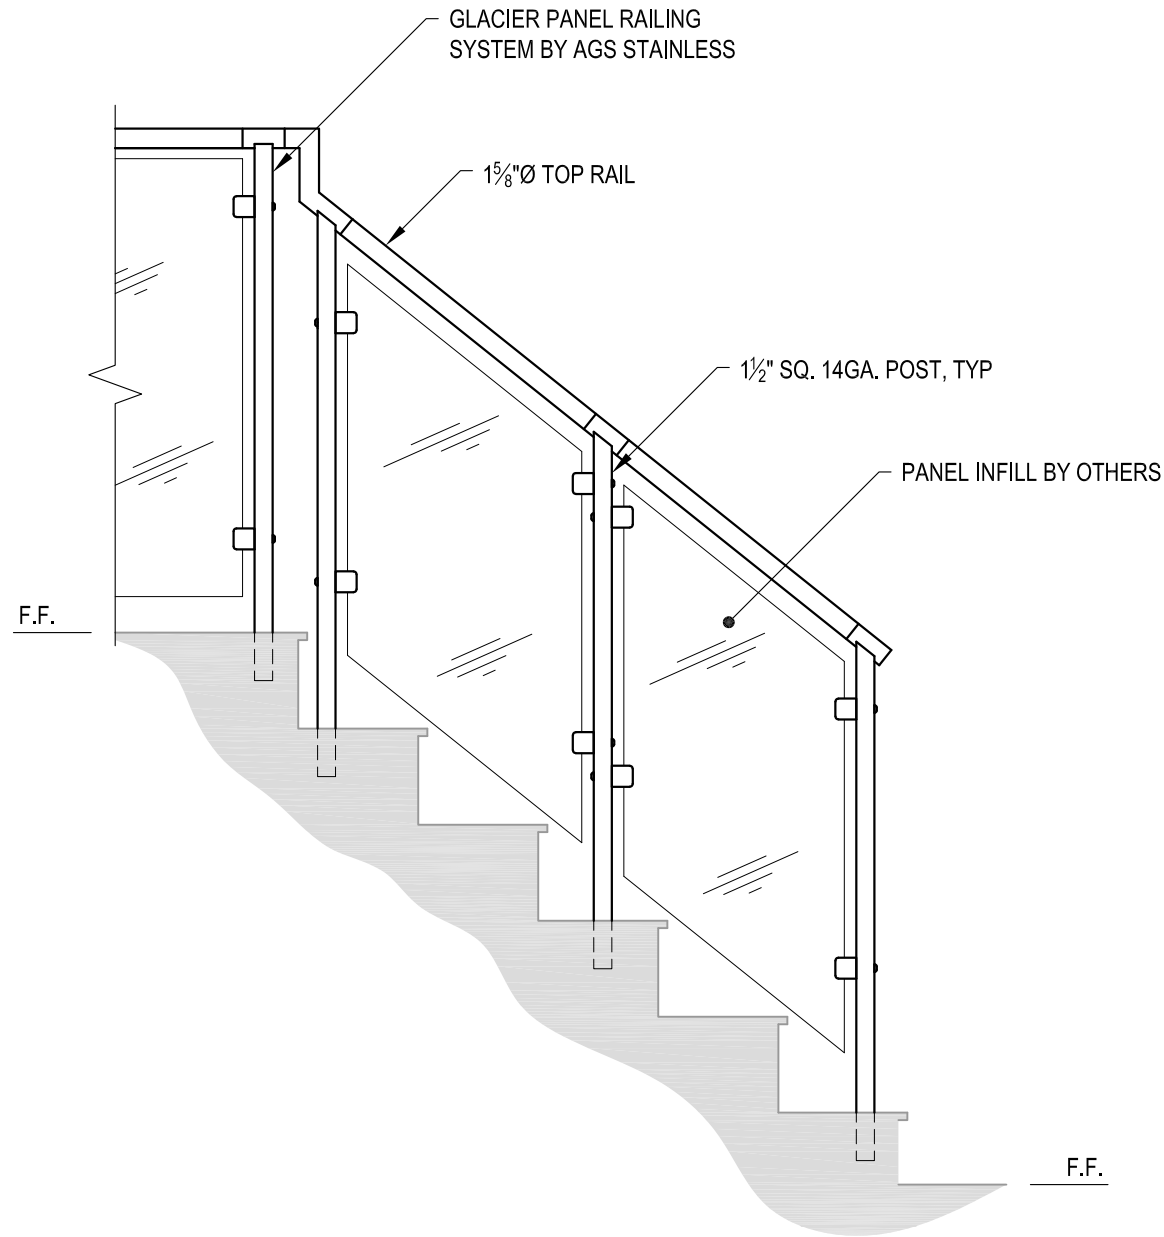 GLACIER PANEL RAILING
SYSTEM BY AGS STAINLESS
1⅝"Ø TOP RAIL
1½" SQ. 14GA. POST, TYP
PANEL INFILL BY OTHERS
F.F.
F.F.